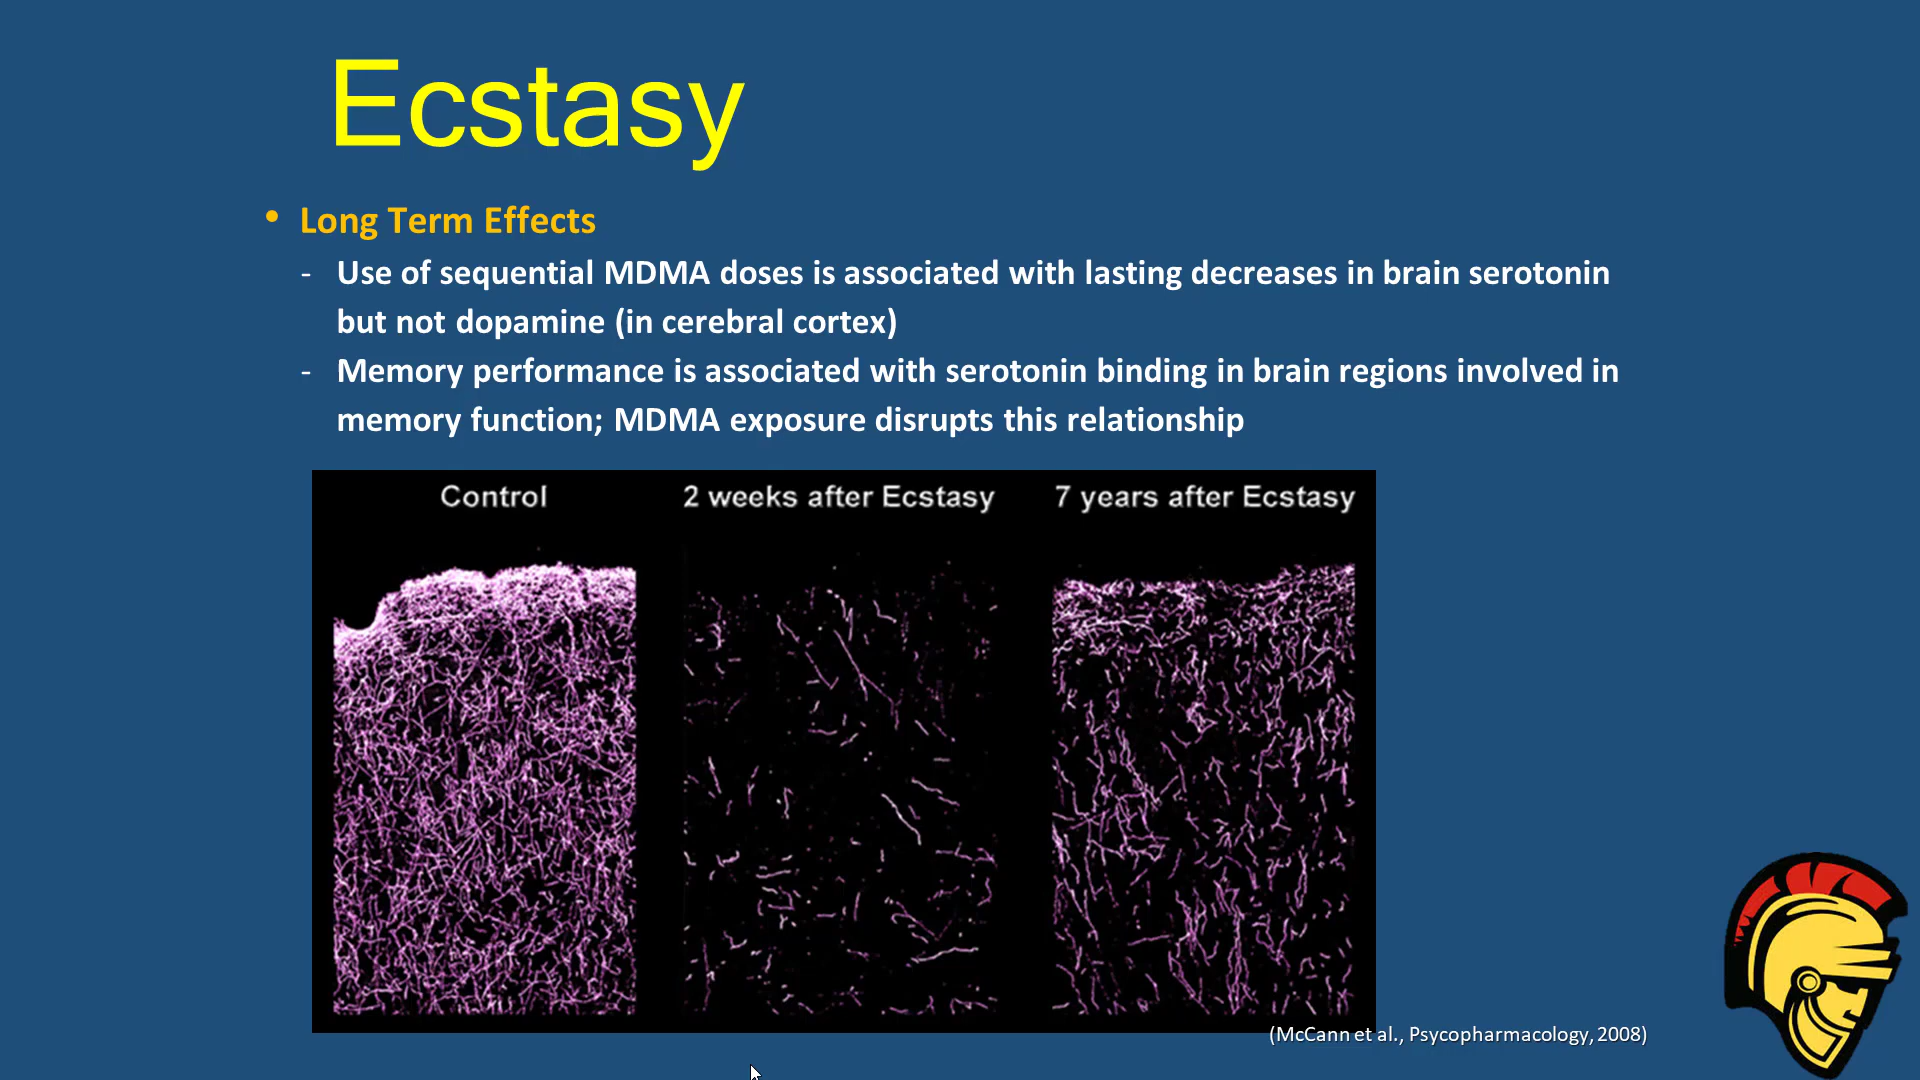 Ecstasy
• Long Term Effects
- Use of sequential MDMA doses is associated with lasting decreases in brain serotonin
but not dopamine (in cerebral cortex)
- Memory performance is associated with serotonin binding in brain regions involved in
memory function; MDMA exposure disrupts this relationship
Control
2 weeks after Ecstasy
7 years after Ecstasy
(McCann et al., Psycopharmacology, 2008)